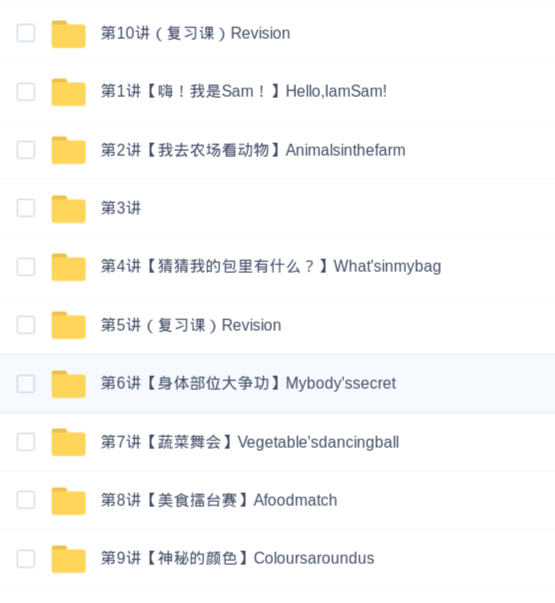 第10讲（复习课）Revision
第1讲【嗨！我是Sam！】Hello,IamSam!
第2讲【我去农场看动物】Animalsinthefarm
第3讲
第4讲【猜猜我的包里有什么？】What'sinmybag
第5讲（复习课）Revision
第6讲【身体部位大争功】Mybody'ssecret
第7讲【蔬菜舞会】Vegetable'sdancingball
第8讲【美食擂台赛】Afoodmatch
第9讲【神秘的颜色】Coloursaroundus